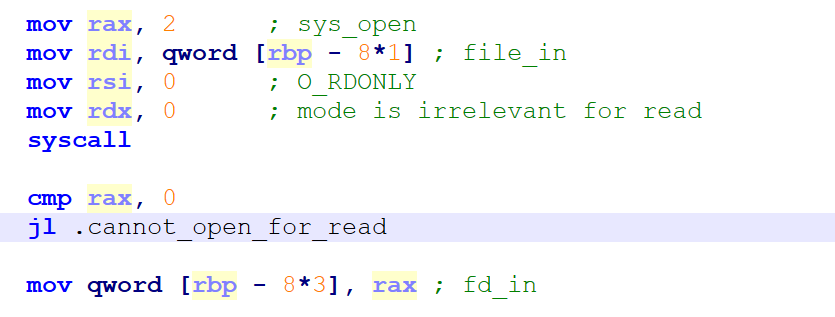 mov rax, 2       ; sys_open
mov rdi, qword [rbp - 8*1] ; file_in
mov rsi, 0       ; O_RDONLY
mov rdx, 0       ; mode is irrelevant for read
syscall
cmp rax, 0
jl .cannot_open_for_read
mov qword [rbp - 8*3], rax ; fd_in